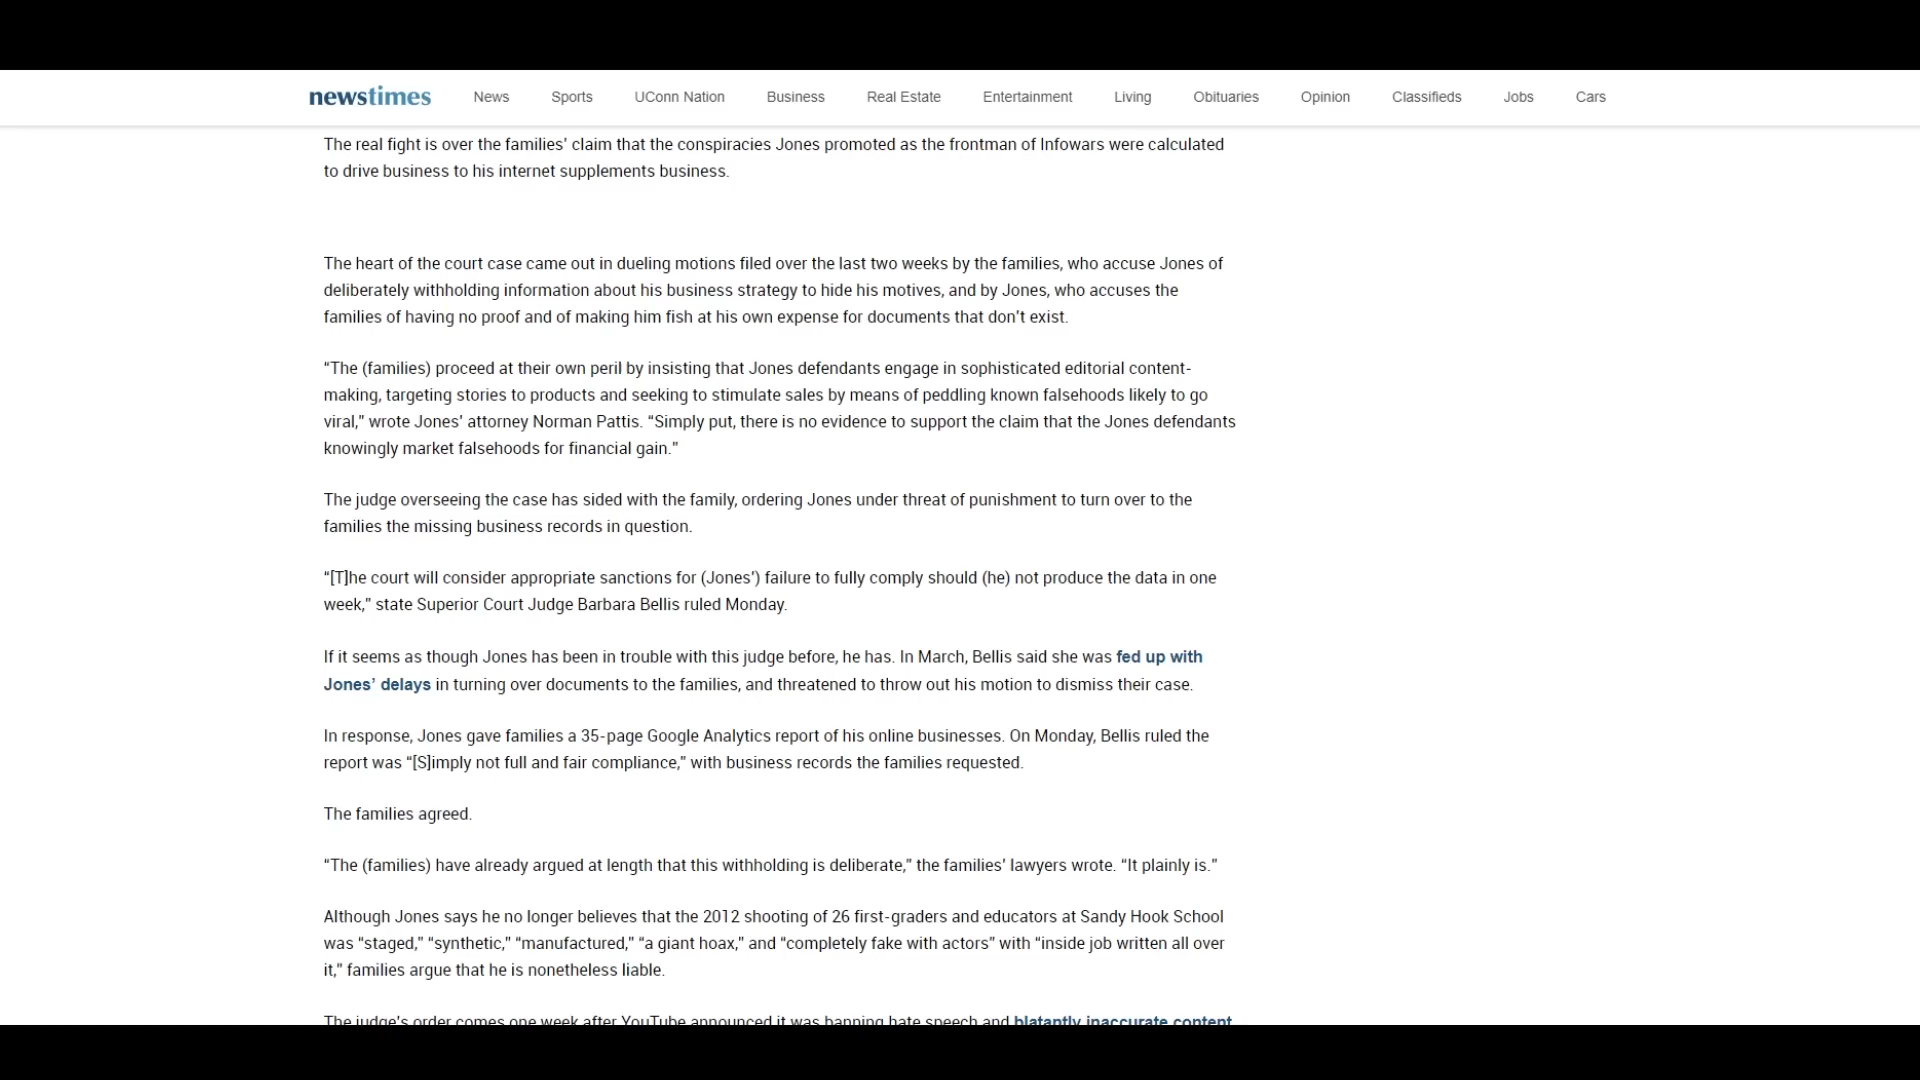 newstimes News Sports UConn Nation Business Real Estate Entertainment Living Obituaries Opinion Classifieds Jobs Cars
The real fight is over the families’ claim that the conspiracies Jones promoted as the frontman of Infowars were calculated
to drive business to his internet supplements business.
The heart of the court case came out in dueling motions filed over the last two weeks by the families, who accuse Jones of
deliberately withholding information about his business strategy to hide his motives, and by Jones, who accuses the
families of having no proof and of making him fish at his own expense for documents that don’t exist.
“The (families) proceed at their own peril by insisting that Jones defendants engage in sophisticated editorial content-
making, targeting stories to products and seeking to stimulate sales by means of peddling known falsehoods likely to go
viral,” wrote Jones’ attorney Norman Pattis. “Simply put, there is no evidence to support the claim that the Jones defendants
knowingly market falsehoods for financial gain.”
The judge overseeing the case has sided with the family, ordering Jones under threat of punishment to turn over to the
families the missing business records in question.
“[T]he court will consider appropriate sanctions for (Jones’) failure to fully comply should (he) not produce the data in one
week,” state Superior Court Judge Barbara Bellis ruled Monday.
If it seems as though Jones has been in trouble with this judge before, he has. In March, Bellis said she was fed up with
Jones’ delays in turning over documents to the families, and threatened to throw out his motion to dismiss their case.
In response, Jones gave families a 35-page Google Analytics report of his online businesses. On Monday, Bellis ruled the
report was “[S]imply not full and fair compliance,” with business records the families requested.
The families agreed.
“The (families) have already argued at length that this withholding is deliberate,” the families’ lawyers wrote. “It plainly is.”
Although Jones says he no longer believes that the 2012 shooting of 26 first-graders and educators at Sandy Hook School
was “staged,” “synthetic,” “manufactured,” “a giant hoax,” and “completely fake with actors” with “inside job written all over
it,” families argue that he is nonetheless liable.
The judge’s order comes one week after YouTube announced it was banning hate speech and blatantly inaccurate content